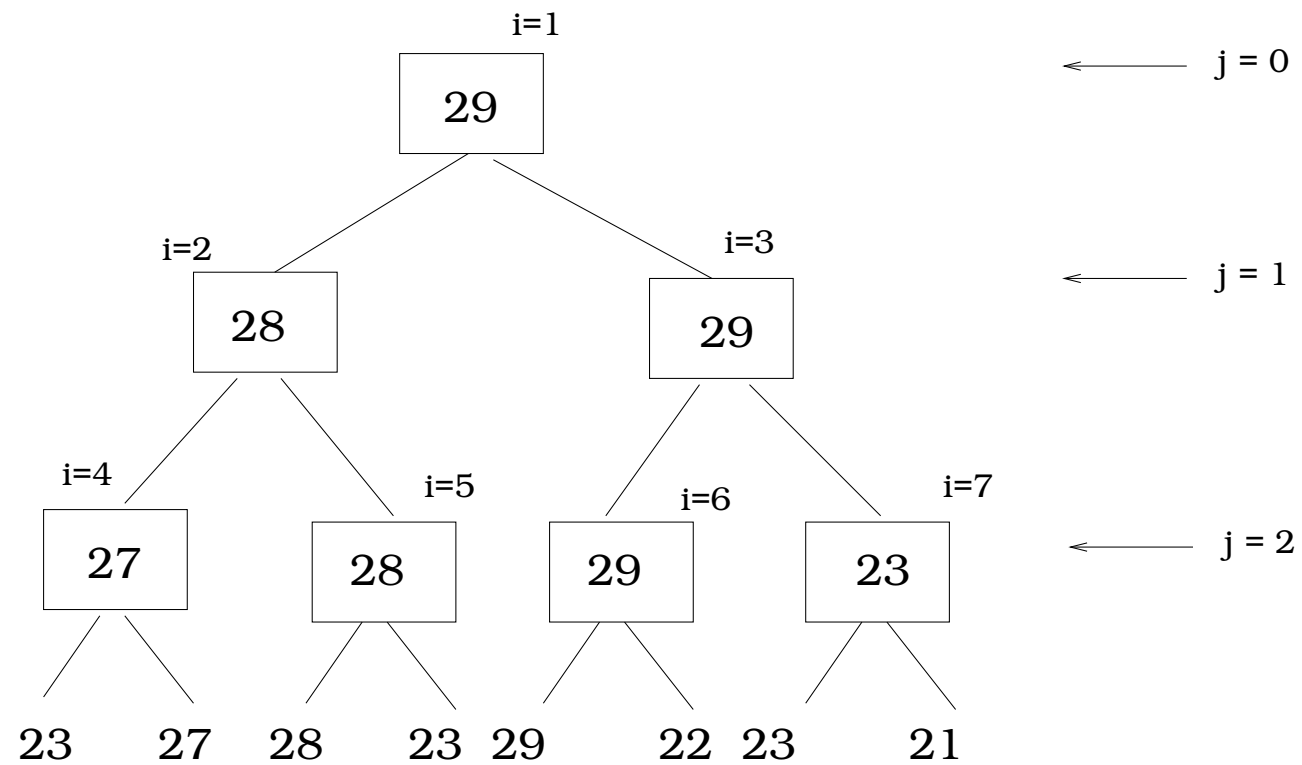 i=1
j = 0
29
i=2
i=3
j = 1
28
29
i=4
i=5
i=6
i=7
j = 2
27
28
29
23
23 27 28 23 29 22 23 21